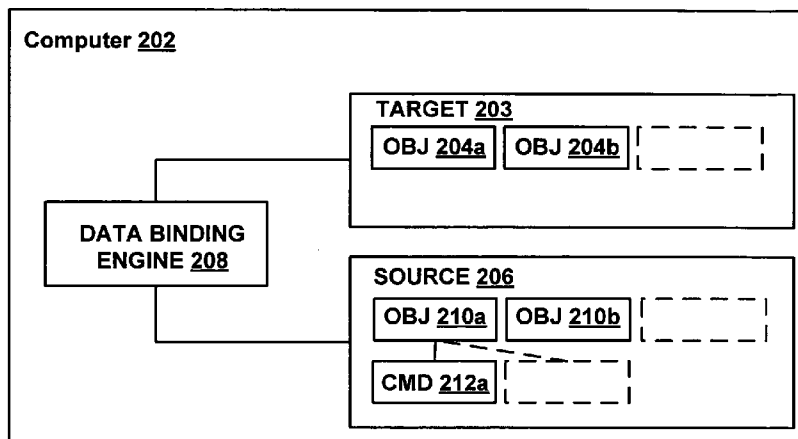 Computer 202
TARGET 203
OBJ 204a
OBJ 204b
DATA BINDING
ENGINE 208
SOURCE 206
OBJ 210a
OBJ 210b
CMD 212a